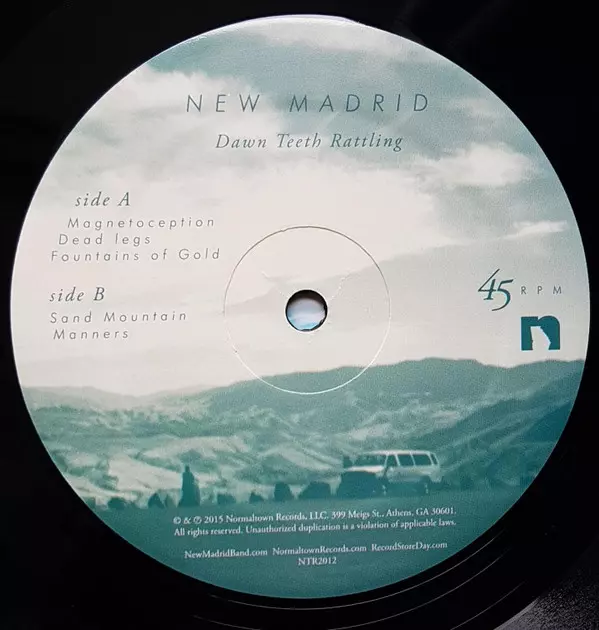 NEW MADRID
Dawn Teeth Rattling
side A
Magnetoception
Dead legs
Fountains of Gold
side B
Sand Mountain
Manners
45 RPM
n
© & ℗ 2015 Normaltown Records, LLC. 399 Meigs St., Athens, GA 30601.
All rights reserved. Unauthorized duplication is a violation of applicable laws.
NewMadridBand.com NormaltownRecords.com RecordStoreDay.com
NTR2012